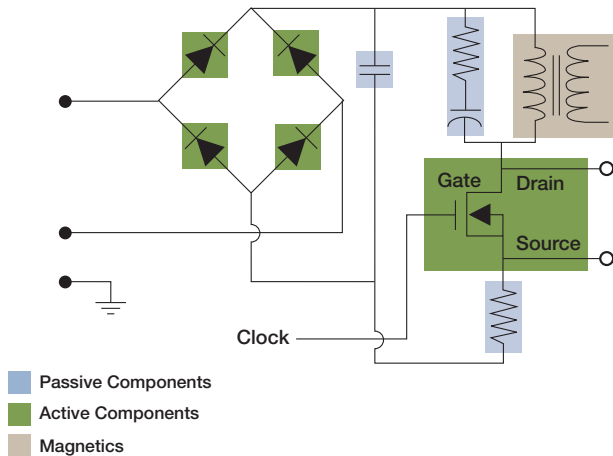 Gate
Drain
Source
Clock
Passive Components
Active Components
Magnetics